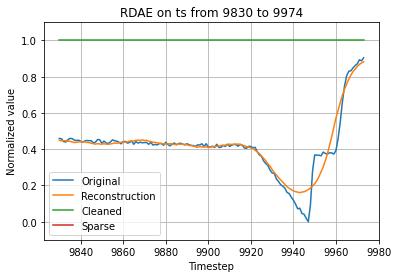 RDAE on ts from 9830 to 9974
Normalized value
1.0
0.8
0.6
0.4
0.2
0.0
Original
Reconstruction
Cleaned
Sparse
9840 9860 9880 9900 9920 9940 9960 9980
Timestep